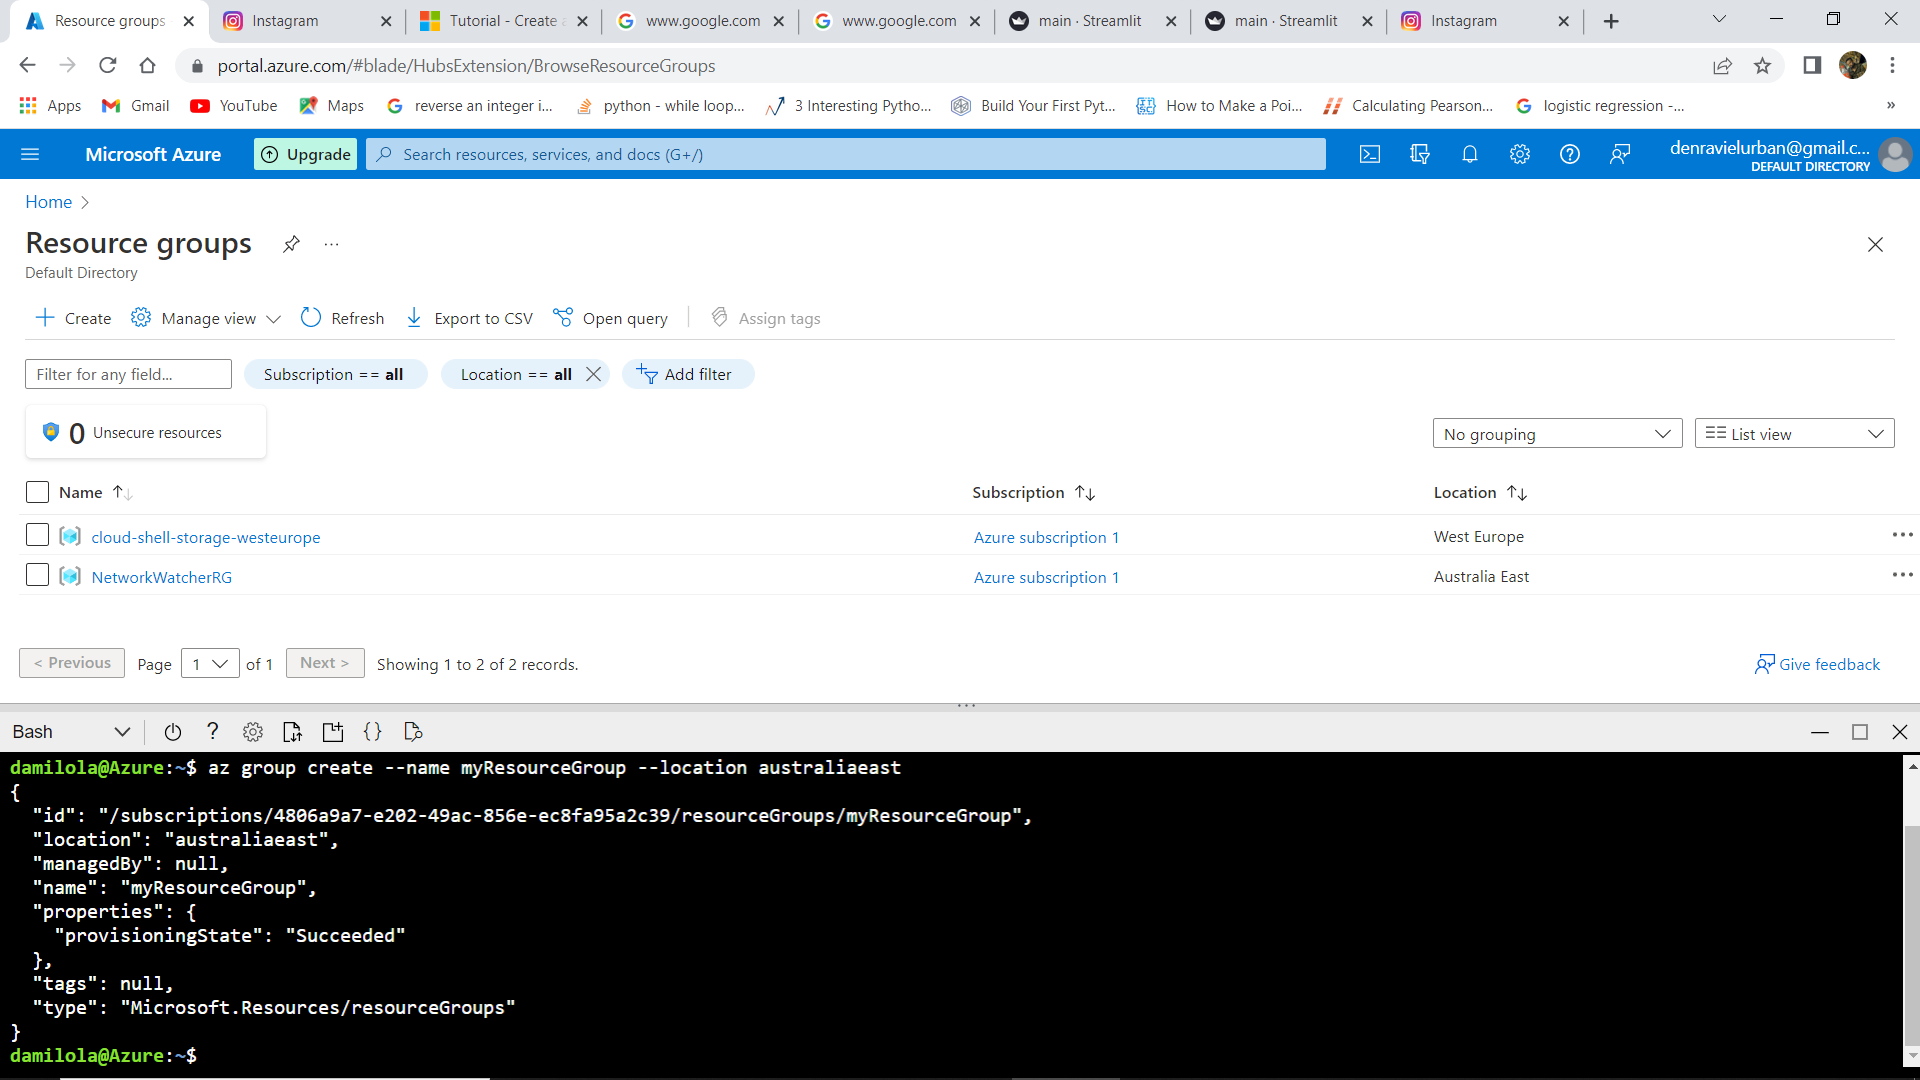 Resource groups
Instagram
Tutorial - Create a
www.google.com
www.google.com
main · Streamlit
main · Streamlit
Instagram
portal.azure.com/#blade/HubsExtension/BrowseResourceGroups
Apps
Gmail
YouTube
Maps
reverse an integer i...
python - while loop...
3 Interesting Pytho...
Build Your First Pyt...
How to Make a Poi...
Calculating Pearson...
logistic regression -...
»
Microsoft Azure
Upgrade
Search resources, services, and docs (G+/)
denravielurban@gmail.c...
DEFAULT DIRECTORY
Home >
Resource groups
Default Directory
Create
Manage view
Refresh
Export to CSV
Open query
Assign tags
Filter for any field...
Subscription == all
Location == all
Add filter
0 Unsecure resources
No grouping
List view
Name
Subscription
Location
cloud-shell-storage-westeurope
Azure subscription 1
West Europe
NetworkWatcherRG
Azure subscription 1
Australia East
< Previous
Page
1
of 1
Next >
Showing 1 to 2 of 2 records.
Give feedback
Bash
?
{ }
damilola@Azure:~$ az group create --name myResourceGroup --location australiaeast
{
"id": "/subscriptions/4806a9a7-e202-49ac-856e-ec8fa95a2c39/resourceGroups/myResourceGroup",
"location": "australiaeast",
"managedBy": null,
"name": "myResourceGroup",
"properties": {
"provisioningState": "Succeeded"
},
"tags": null,
"type": "Microsoft.Resources/resourceGroups"
}
damilola@Azure:~$